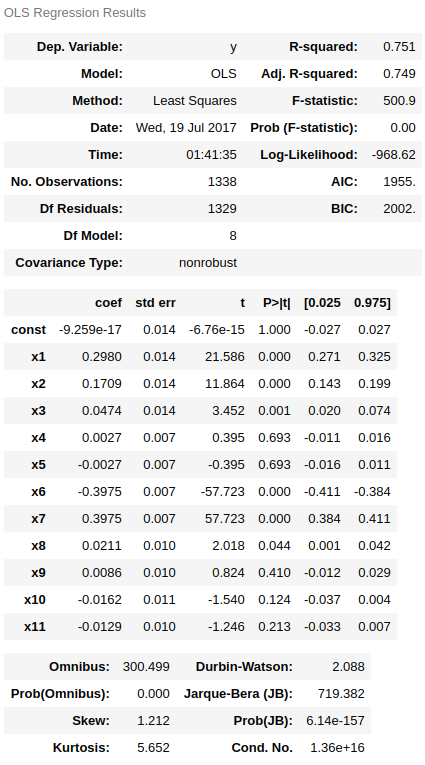 OLS Regression Results
Dep. Variable: y R-squared: 0.751
Model: OLS Adj. R-squared: 0.749
Method: Least Squares F-statistic: 500.9
Date: Wed, 19 Jul 2017 Prob (F-statistic): 0.00
Time: 01:41:35 Log-Likelihood: -968.62
No. Observations: 1338 AIC: 1955.
Df Residuals: 1329 BIC: 2002.
Df Model: 8
Covariance Type: nonrobust
coef std err t P>|t| [0.025 0.975]
const -9.259e-17 0.014 -6.76e-15 1.000 -0.027 0.027
x1 0.2980 0.014 21.586 0.000 0.271 0.325
x2 0.1709 0.014 11.864 0.000 0.143 0.199
x3 0.0474 0.014 3.452 0.001 0.020 0.074
x4 0.0027 0.007 0.395 0.693 -0.011 0.016
x5 -0.0027 0.007 -0.395 0.693 -0.016 0.011
x6 -0.3975 0.007 -57.723 0.000 -0.411 -0.384
x7 0.3975 0.007 57.723 0.000 0.384 0.411
x8 0.0211 0.010 2.018 0.044 0.001 0.042
x9 0.0086 0.010 0.824 0.410 -0.012 0.029
x10 -0.0162 0.011 -1.540 0.124 -0.037 0.004
x11 -0.0129 0.010 -1.246 0.213 -0.033 0.007
Omnibus: 300.499 Durbin-Watson: 2.088
Prob(Omnibus): 0.000 Jarque-Bera (JB): 719.382
Skew: 1.212 Prob(JB): 6.14e-157
Kurtosis: 5.652 Cond. No. 1.36e+16